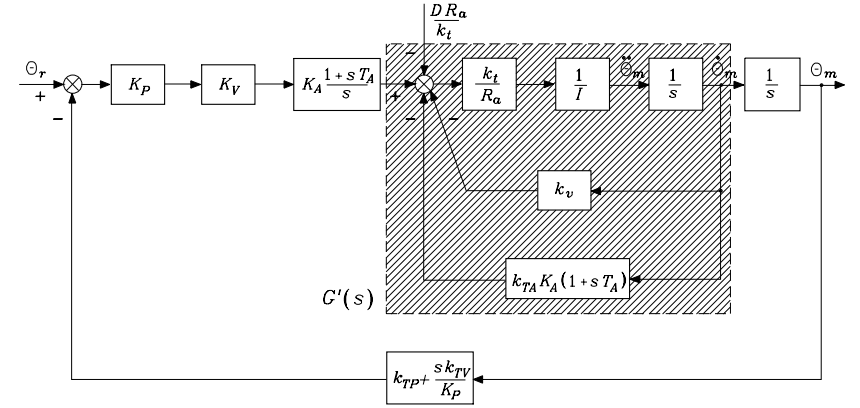 D R_a
k_t
Θ_r
+
−
K_P
K_V
K_A 1 + s T_A
s
+
−
−
−
k_t
R_a
1
I
Θ̈_m
1
s
Θ̇_m
1
s
Θ_m
k_v
k_TA K_A (1 + s T_A)
G'(s)
k_TP + s k_TV
K_P